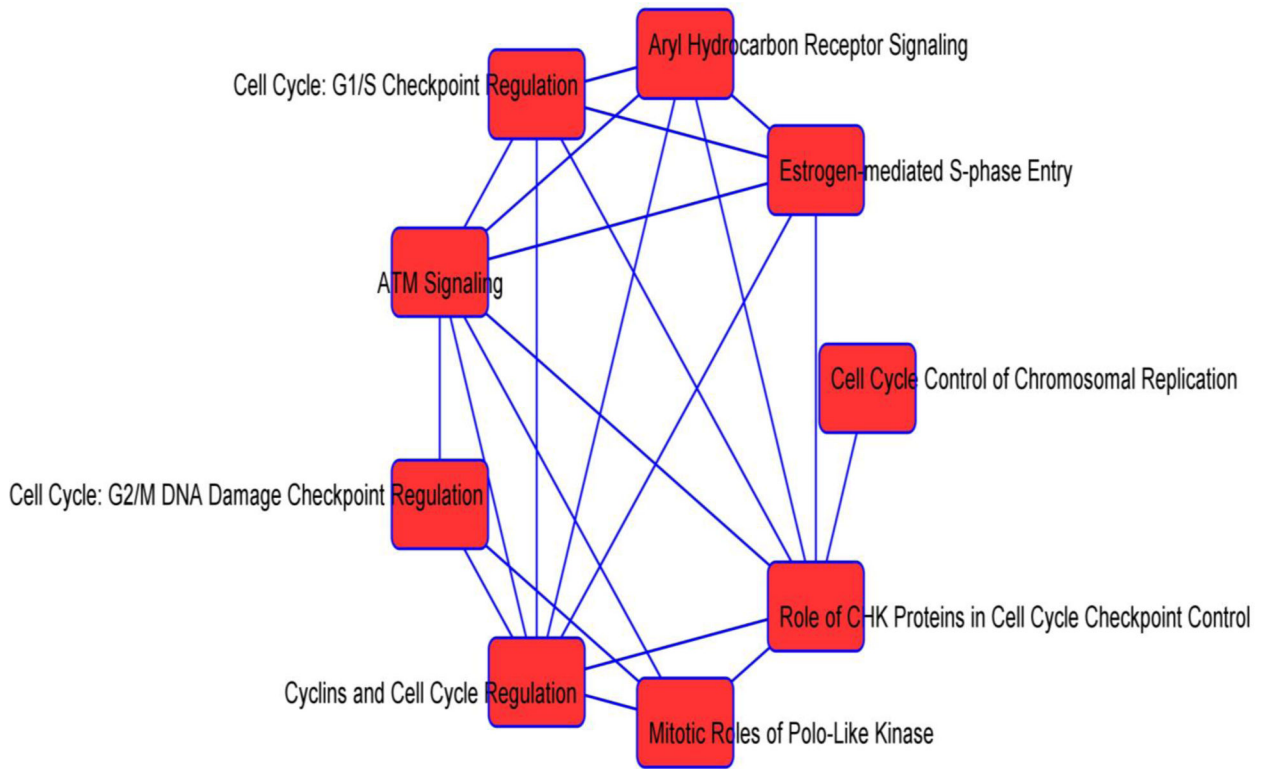 Aryl Hydrocarbon Receptor Signaling
Cell Cycle: G1/S Checkpoint Regulation
Estrogen-mediated S-phase Entry
ATM Signaling
Cell Cycle Control of Chromosomal Replication
Cell Cycle: G2/M DNA Damage Checkpoint Regulation
Role of CHK Proteins in Cell Cycle Checkpoint Control
Cyclins and Cell Cycle Regulation
Mitotic Roles of Polo-Like Kinase